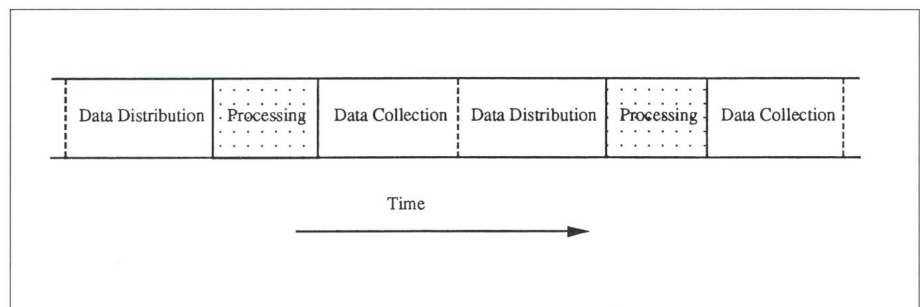 Data Distribution Processing Data Collection Data Distribution Processing Data Collection
Time